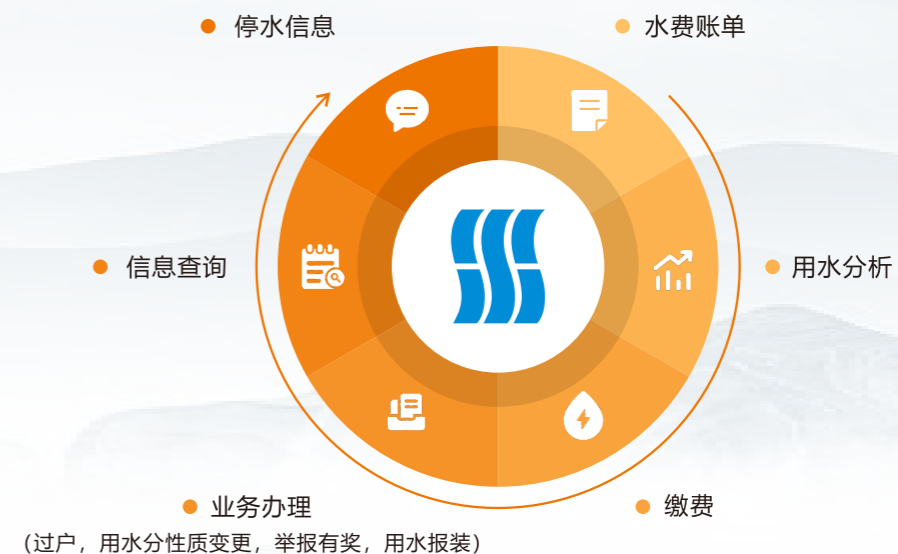 停水信息
水费账单
信息查询
用水分析
业务办理
缴费
（过户，用水分性质变更，举报有奖，用水报装）